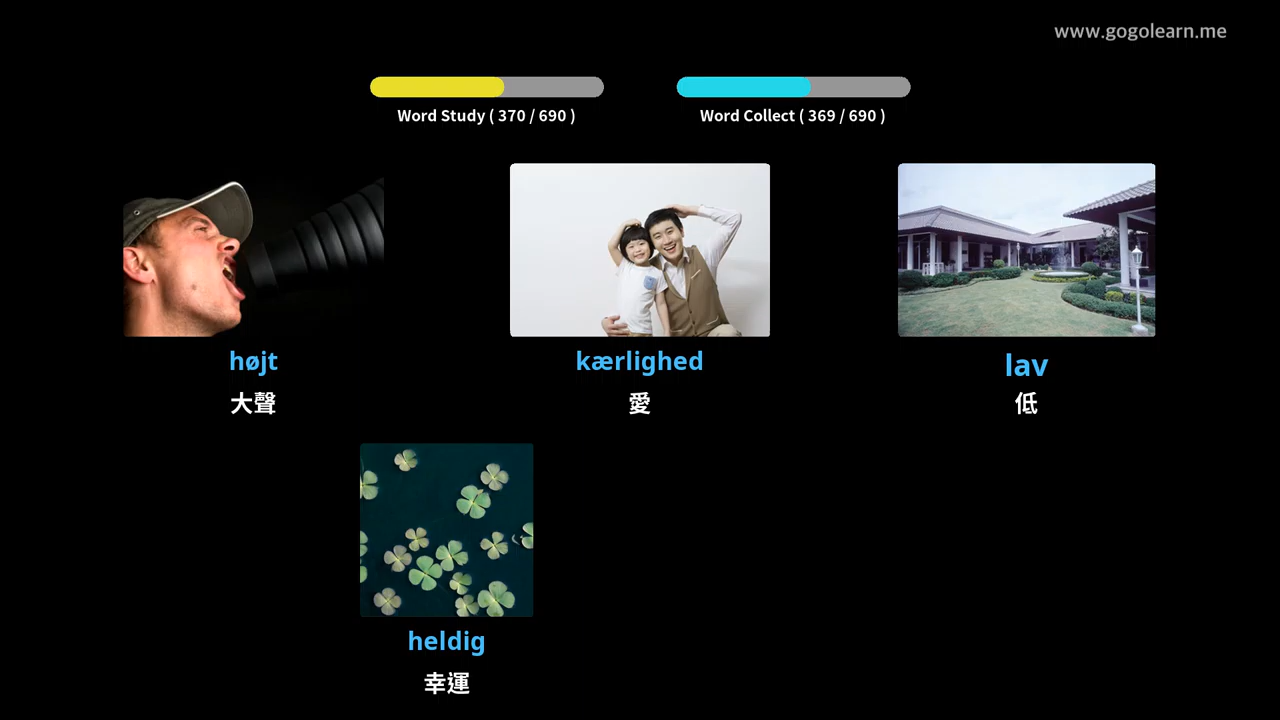 www.gogolearn.me
Word Study ( 370 / 690 )
Word Collect ( 369 / 690 )
højt
大聲
kærlighed
愛
lav
低
heldig
幸運